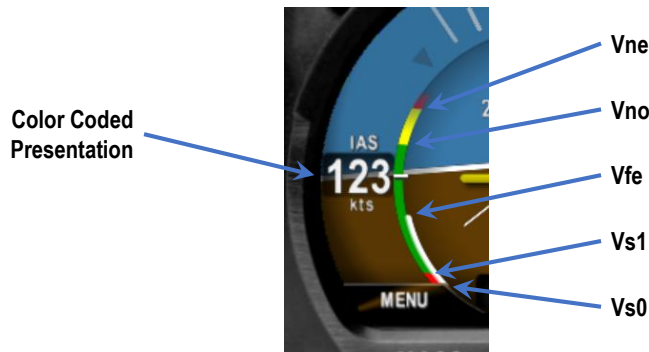 Vne
Color Coded
Presentation
Vno
IAS
123
kts
Vfe
Vs1
MENU
Vs0